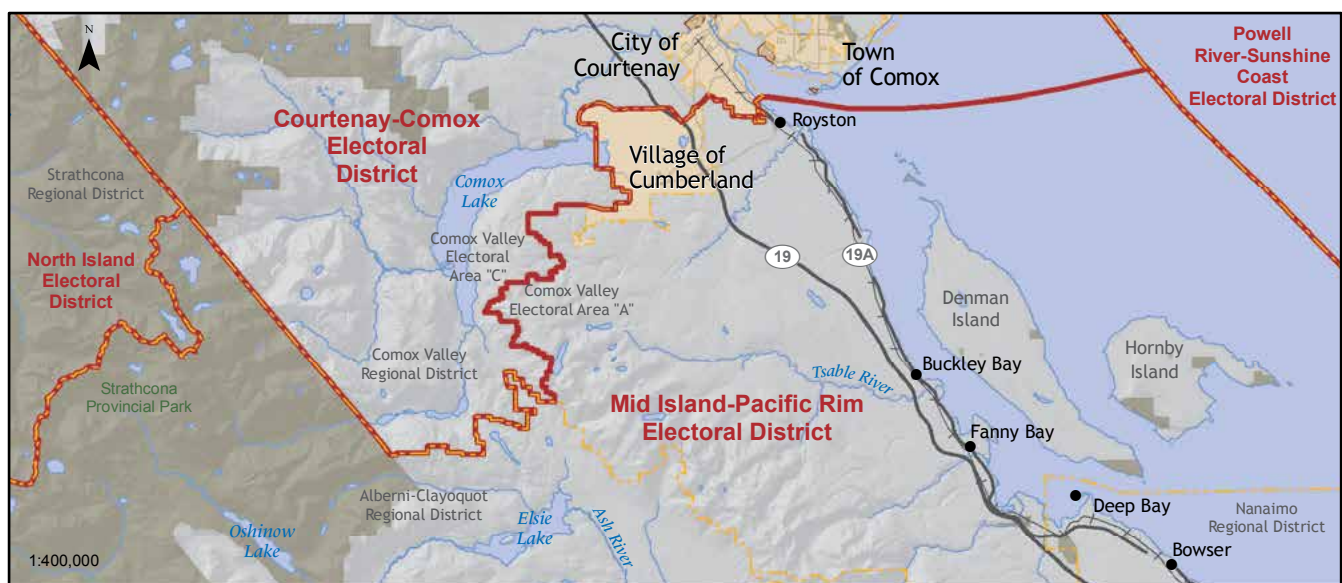 N
City of
Courtenay
Town
of Comox
Powell
River-Sunshine
Coast
Electoral District
Courtenay-Comox
Electoral
District
Royston
Village of
Cumberland
Strathcona
Regional District
Comox
Lake
North Island
Electoral
District
Comox Valley
Electoral
Area "C"
19
19A
Comox Valley
Electoral Area "A"
Denman
Island
Hornby
Island
Comox Valley
Regional District
Strathcona
Provincial Park
Tsable River
Buckley Bay
Mid Island-Pacific Rim
Electoral District
Fanny Bay
Alberni-Clayoquot
Regional District
Elsie
Lake
Ash River
Deep Bay
Nanaimo
Regional District
Oshinow
Lake
Bowser
1:400,000